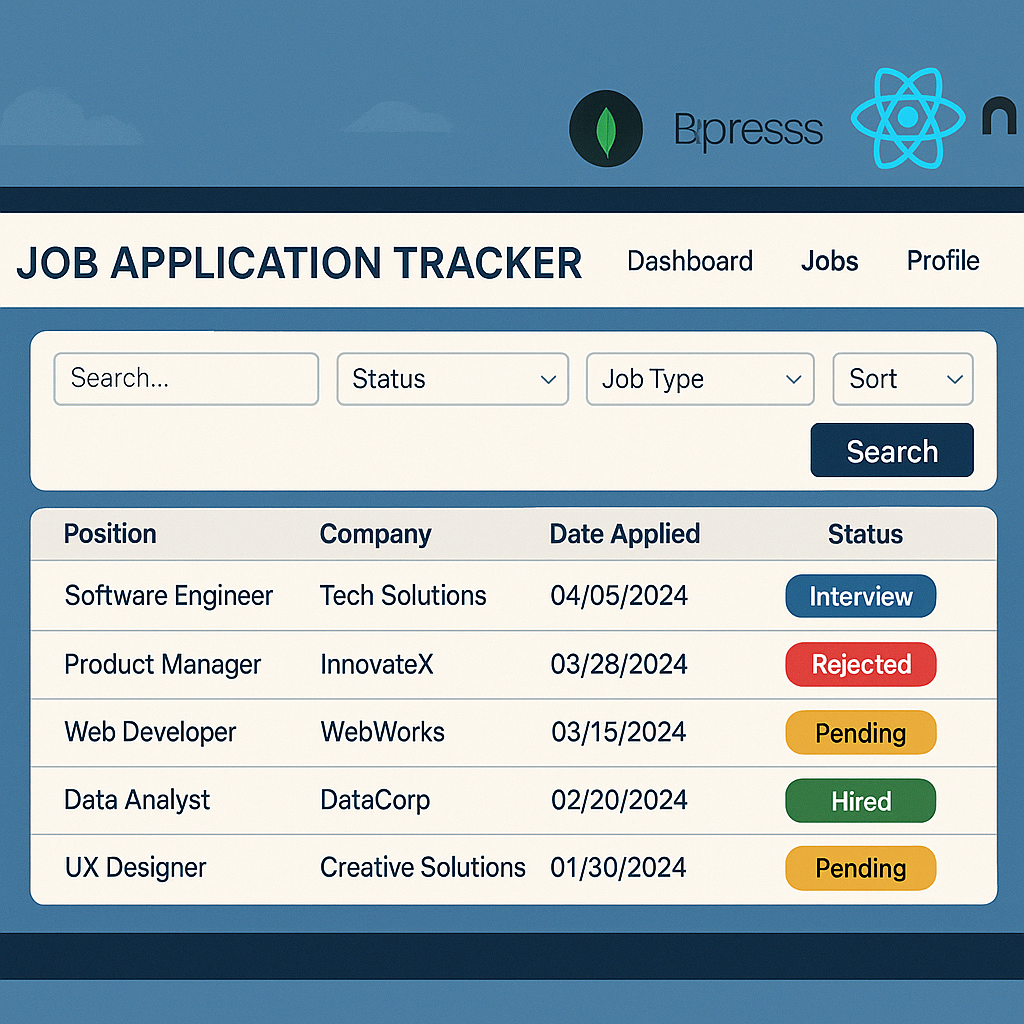 Bpresss
n
JOB APPLICATION TRACKER Dashboard Jobs Profile
Search... Status Job Type Sort
Search
Position Company Date Applied Status
Software Engineer Tech Solutions 04/05/2024 Interview
Product Manager InnovateX 03/28/2024 Rejected
Web Developer WebWorks 03/15/2024 Pending
Data Analyst DataCorp 02/20/2024 Hired
UX Designer Creative Solutions 01/30/2024 Pending